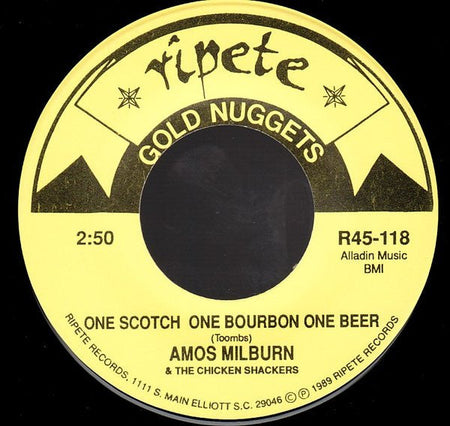 ripete
GOLD NUGGETS
2:50
R45-118
Alladin Music
BMI
ONE SCOTCH ONE BOURBON ONE BEER
(Toombs)
AMOS MILBURN
& THE CHICKEN SHACKERS
RIPETE RECORDS, 1111 S. MAIN ELLIOTT S.C. 29046 © ℗ 1989 RIPETE RECORDS